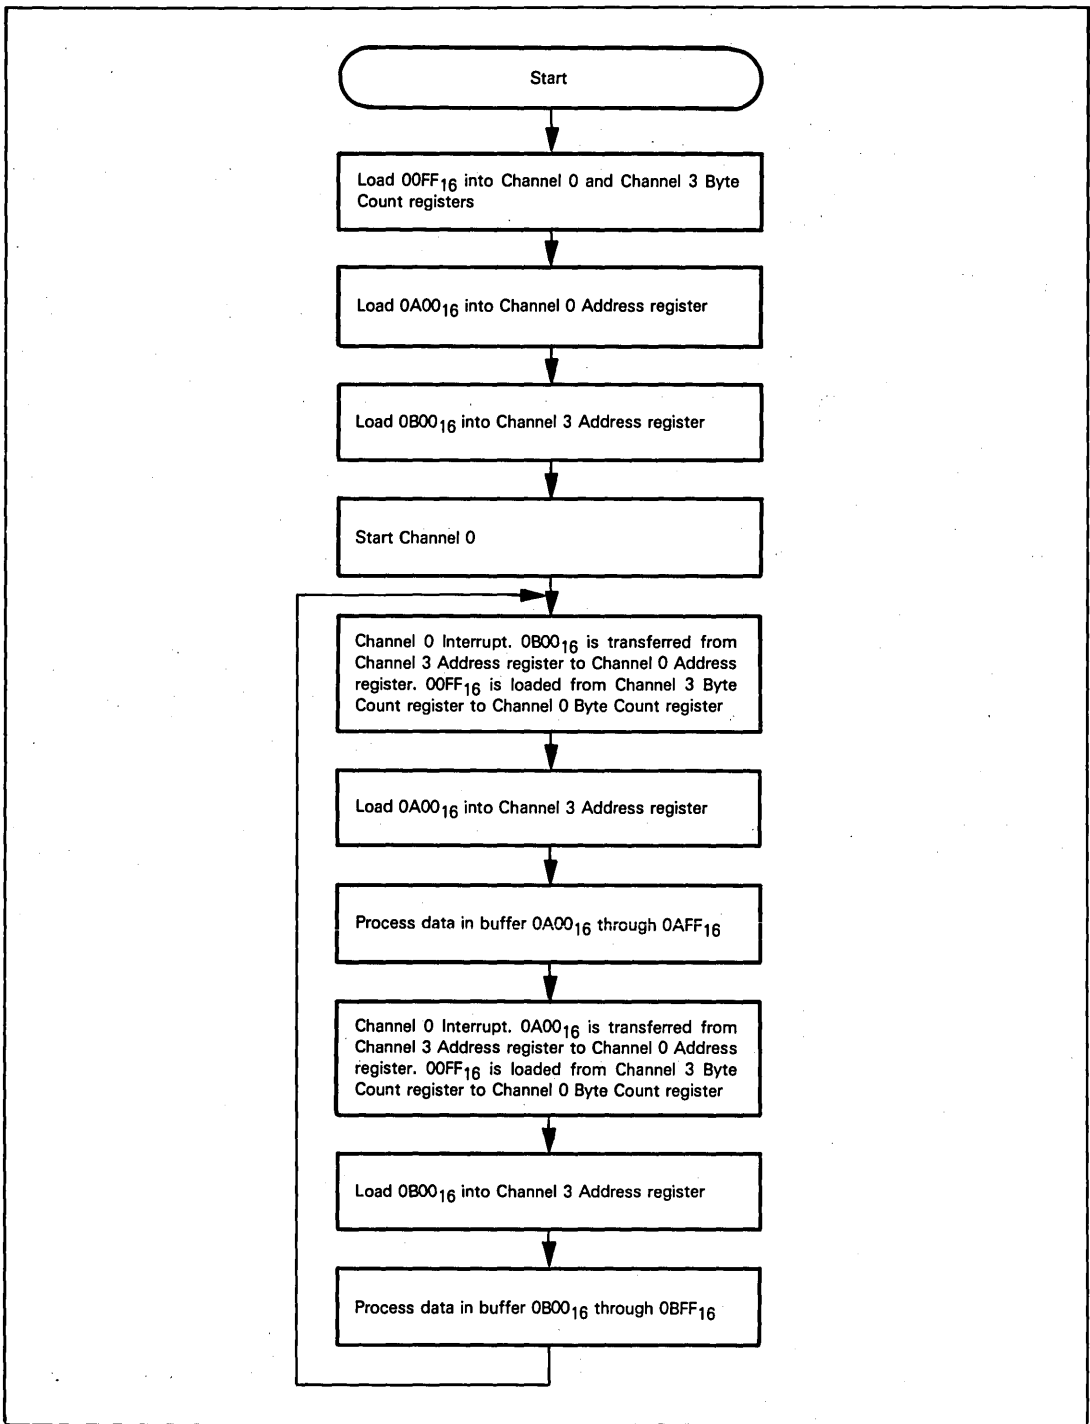 Start
Load 00FF16 into Channel 0 and Channel 3 Byte
Count registers
Load 0A0016 into Channel 0 Address register
Load 0B0016 into Channel 3 Address register
Start Channel 0
Channel 0 Interrupt. 0B0016 is transferred from
Channel 3 Address register to Channel 0 Address
register. 00FF16 is loaded from Channel 3 Byte
Count register to Channel 0 Byte Count register
Load 0A0016 into Channel 3 Address register
Process data in buffer 0A0016 through 0AFF16
Channel 0 Interrupt. 0A0016 is transferred from
Channel 3 Address register to Channel 0 Address
register. 00FF16 is loaded from Channel 3 Byte
Count register to Channel 0 Byte Count register
Load 0B0016 into Channel 3 Address register
Process data in buffer 0B0016 through 0BFF16